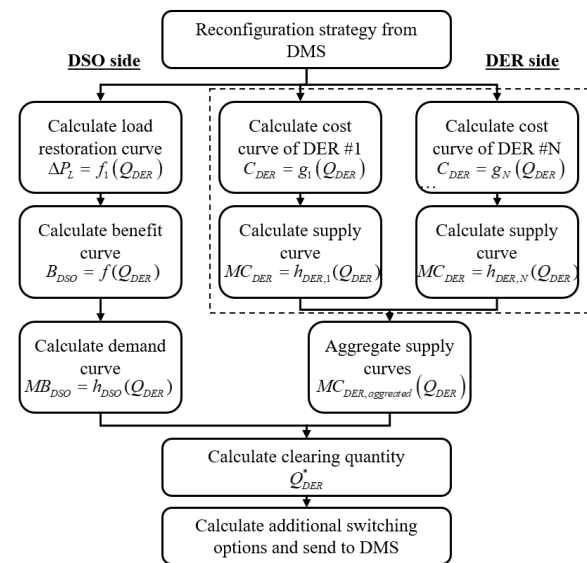 Reconfiguration strategy from
DMS
DSO side
DER side
Calculate load
restoration curve
ΔP_L = f_1(Q_DER)
Calculate cost
curve of DER #1
C_DER = g_1(Q_DER)
Calculate cost
curve of DER #N
C_DER = g_N(Q_DER)
...
Calculate benefit
curve
B_DSO = f(Q_DER)
Calculate supply
curve
MC_DER = h_DER,1(Q_DER)
Calculate supply
curve
MC_DER = h_DER,N(Q_DER)
Calculate demand
curve
MB_DSO = h_DSO(Q_DER)
Aggregate supply
curves
MC_DER,aggreated(Q_DER)
Calculate clearing quantity
Q*_DER
Calculate additional switching
options and send to DMS